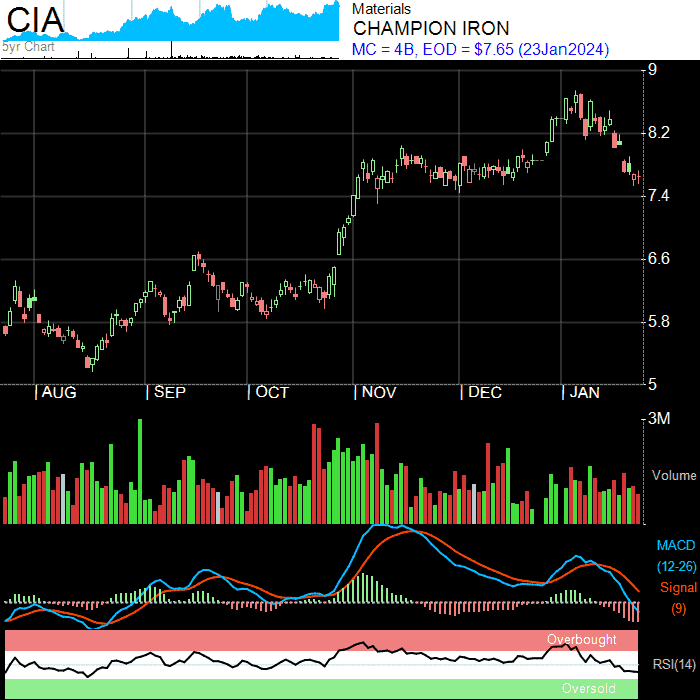 CIA
5yr Chart
Materials
CHAMPION IRON
MC = 4B, EOD = $7.65 (23Jan2024)
9
8.2
7.4
6.6
5.8
5
| AUG | SEP | OCT | NOV | DEC | JAN
3M
Volume
MACD
(12-26)
Signal
(9)
Overbought
RSI(14)
Oversold